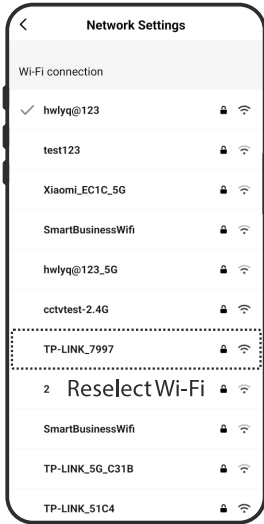 Network Settings
Wi-Fi connection
hwlyq@123
test123
Xiaomi_EC1C_5G
SmartBusinessWifi
hwlyq@123_5G
cctvtest-2.4G
TP-LINK_7997
2 Reselect Wi-Fi
SmartBusinessWifi
TP-LINK_5G_C31B
TP-LINK_51C4